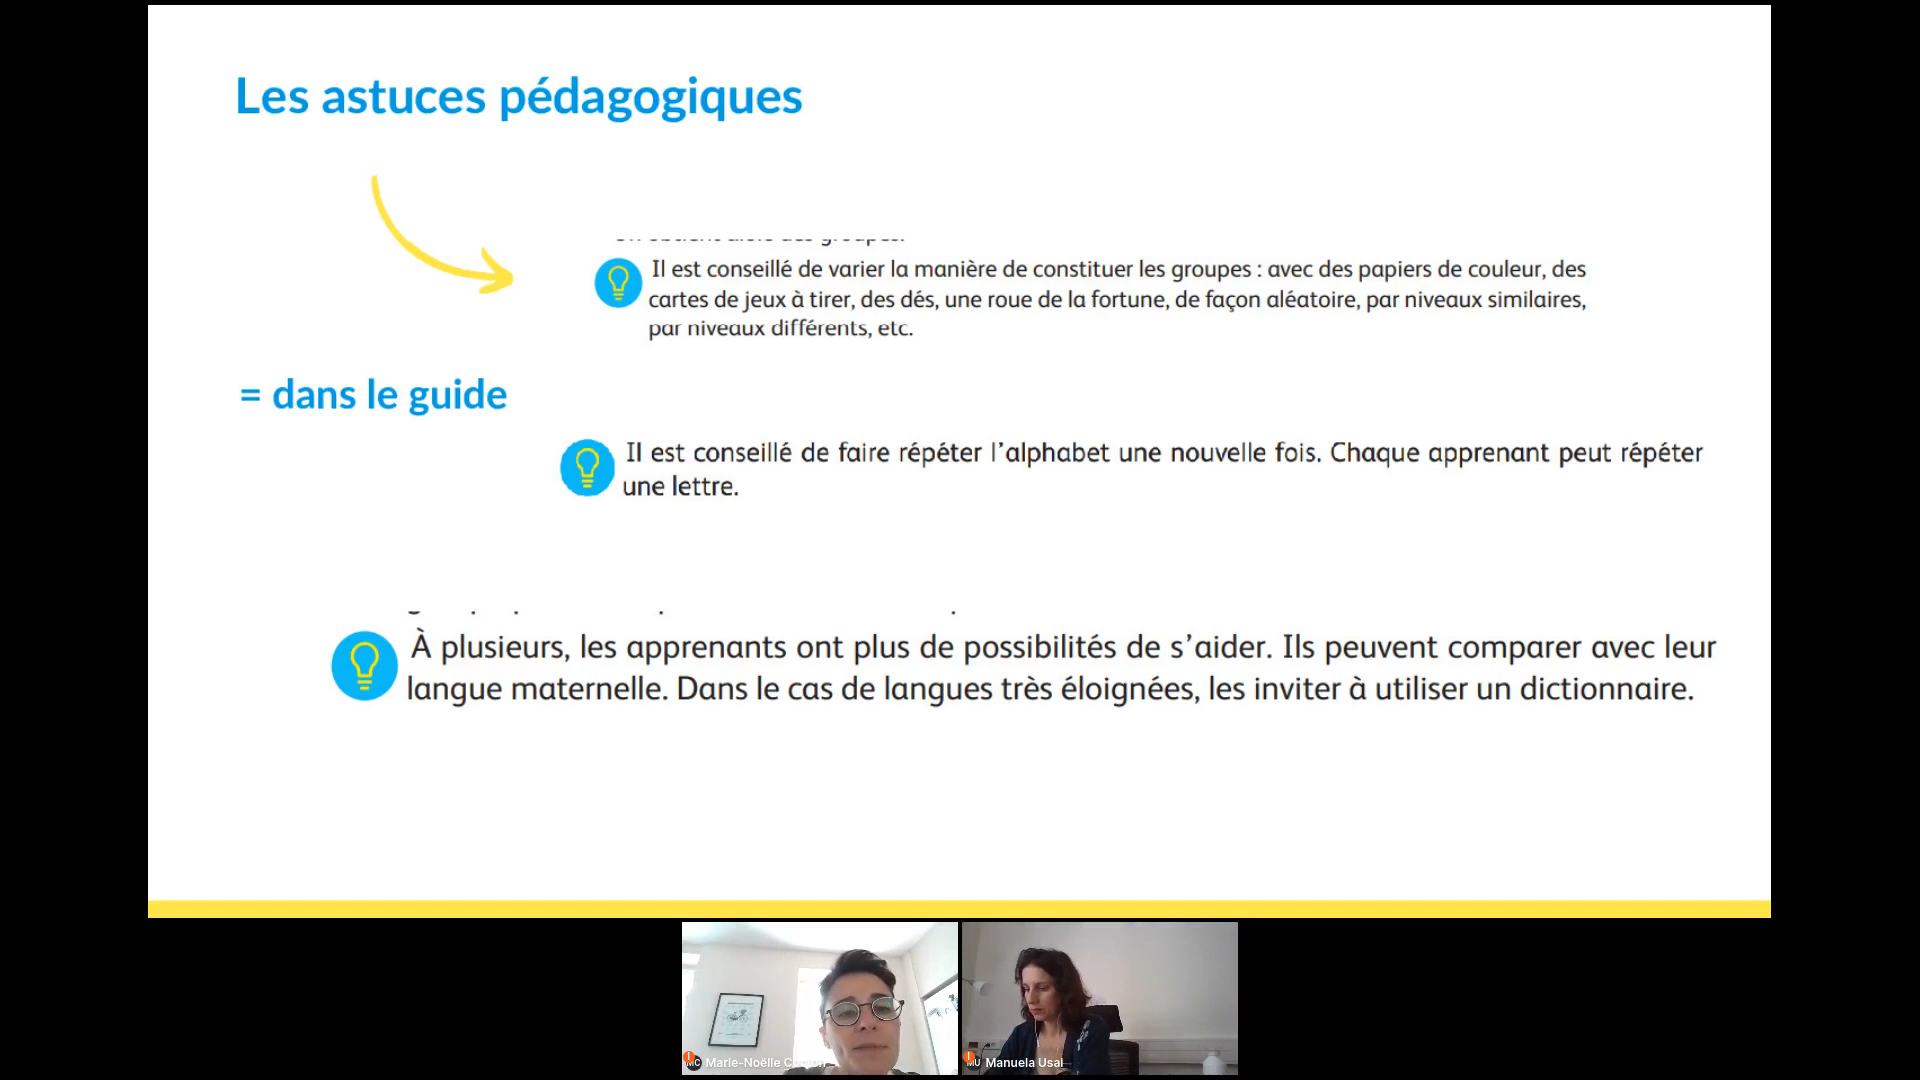 Les astuces pédagogiques
Il est conseillé de varier la manière de constituer les groupes : avec des papiers de couleur, des
cartes de jeux à tirer, des dés, une roue de la fortune, de façon aléatoire, par niveaux similaires,
par niveaux différents, etc.
= dans le guide
Il est conseillé de faire répéter l’alphabet une nouvelle fois. Chaque apprenant peut répéter
une lettre.
À plusieurs, les apprenants ont plus de possibilités de s’aider. Ils peuvent comparer avec leur
langue maternelle. Dans le cas de langues très éloignées, les inviter à utiliser un dictionnaire.
MC Marie-Noëlle
MU Manuela Usai